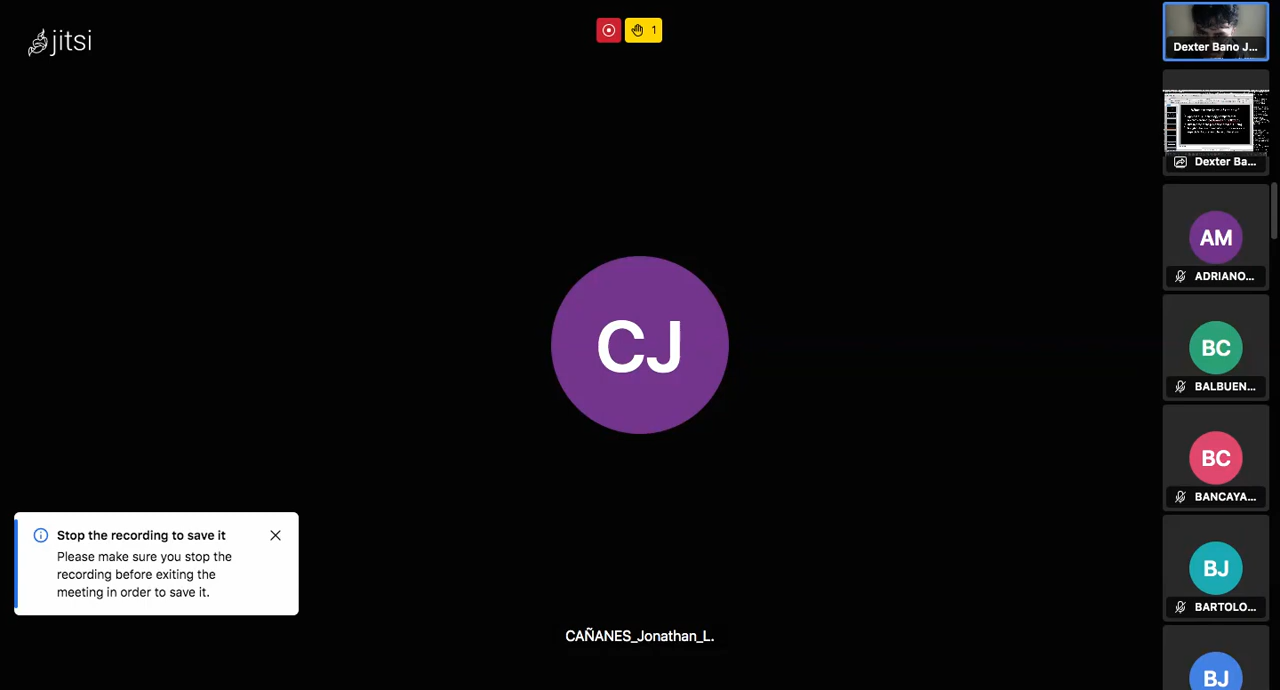 jitsi
1
Dexter Bano J...
Dexter Ba...
AM
ADRIANO...
BC
BALBUEN...
BC
BANCAYA...
BJ
BARTOLO...
BJ
CJ
CAÑANES_Jonathan_L.
Stop the recording to save it
Please make sure you stop the
recording before exiting the
meeting in order to save it.